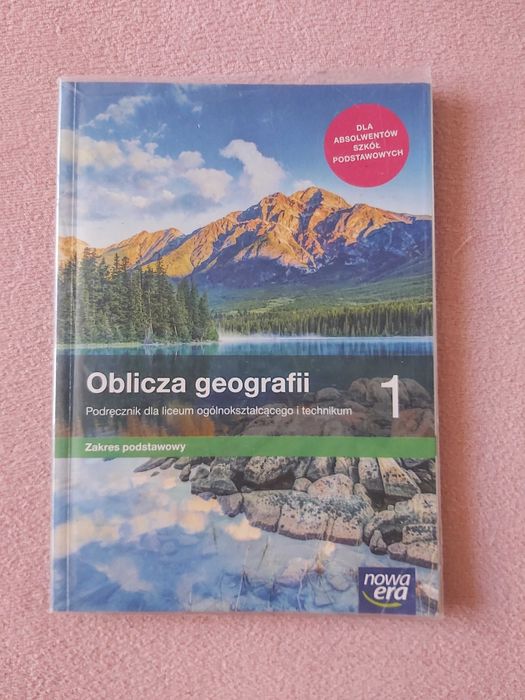 DLA
ABSOLWENTÓW
SZKÓŁ
PODSTAWOWYCH
Oblicza geografii 1
Podręcznik dla liceum ogólnokształcącego i technikum
Zakres podstawowy
nowa
era